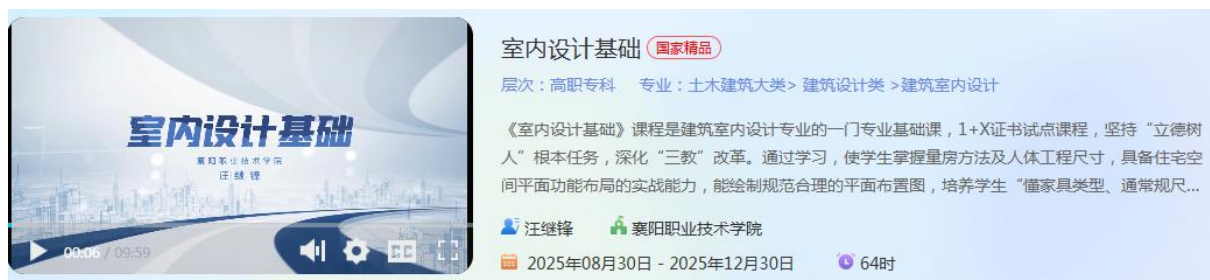 室内设计基础
襄阳职业技术学院
汪继锋
00:06 / 09:59
CC
室内设计基础 国家精品
层次：高职专科 专业：土木建筑大类> 建筑设计类 >建筑室内设计
《室内设计基础》课程是建筑室内设计专业的一门专业基础课，1+X证书试点课程，坚持“立德树
人”根本任务，深化“三教”改革。通过学习，使学生掌握量房方法及人体工程尺寸，具备住宅空
间平面功能布局的实战能力，能绘制规范合理的平面布置图，培养学生“懂家具类型、通常规尺...
汪继锋 襄阳职业技术学院
2025年08月30日 - 2025年12月30日 64时